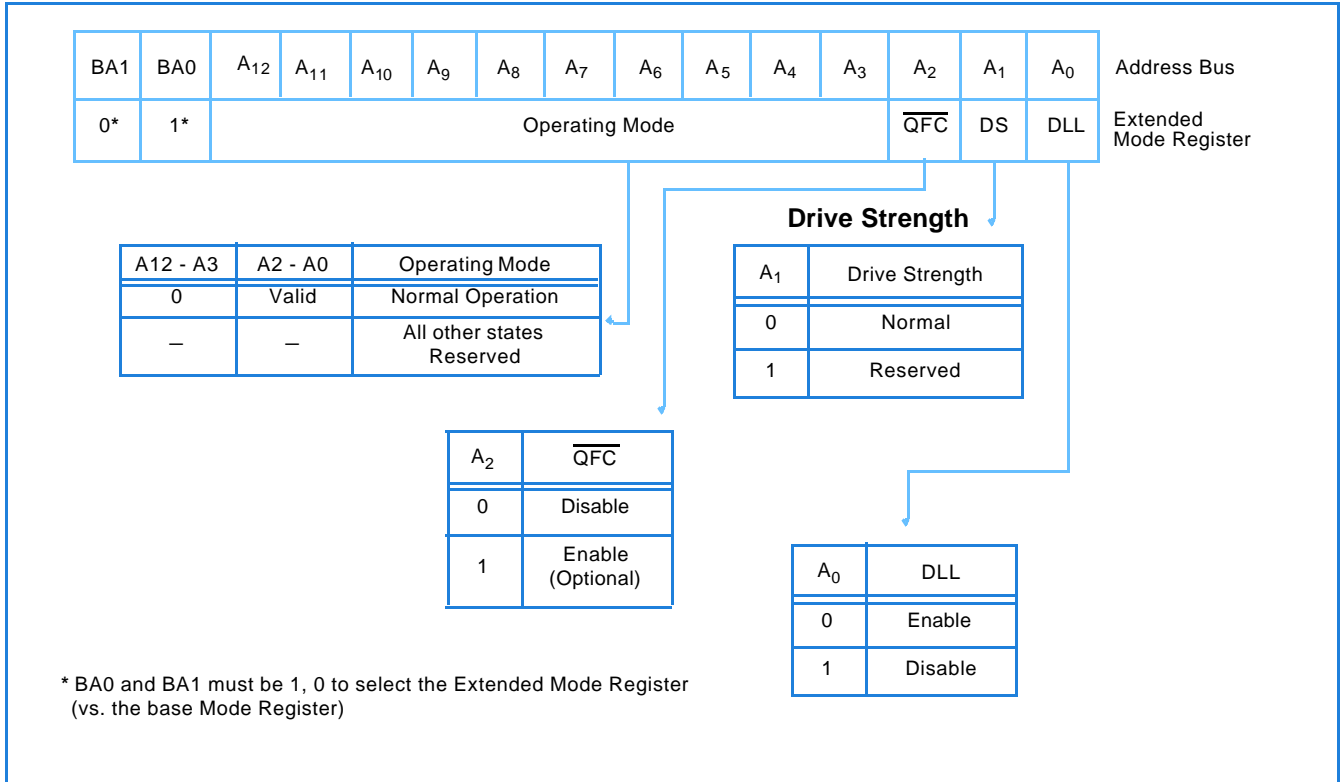 BA1 BA0 A12 A11 A10 A9 A8 A7 A6 A5 A4 A3 A2 A1 A0 Address Bus
0* 1* Operating Mode QFC DS DLL Extended
Mode Register
Drive Strength
A12 - A3 A2 - A0 Operating Mode
0 Valid Normal Operation
– – All other states
Reserved
A1 Drive Strength
0 Normal
1 Reserved
A2 QFC
0 Disable
1 Enable
(Optional)
A0 DLL
0 Enable
1 Disable
* BA0 and BA1 must be 1, 0 to select the Extended Mode Register
(vs. the base Mode Register)